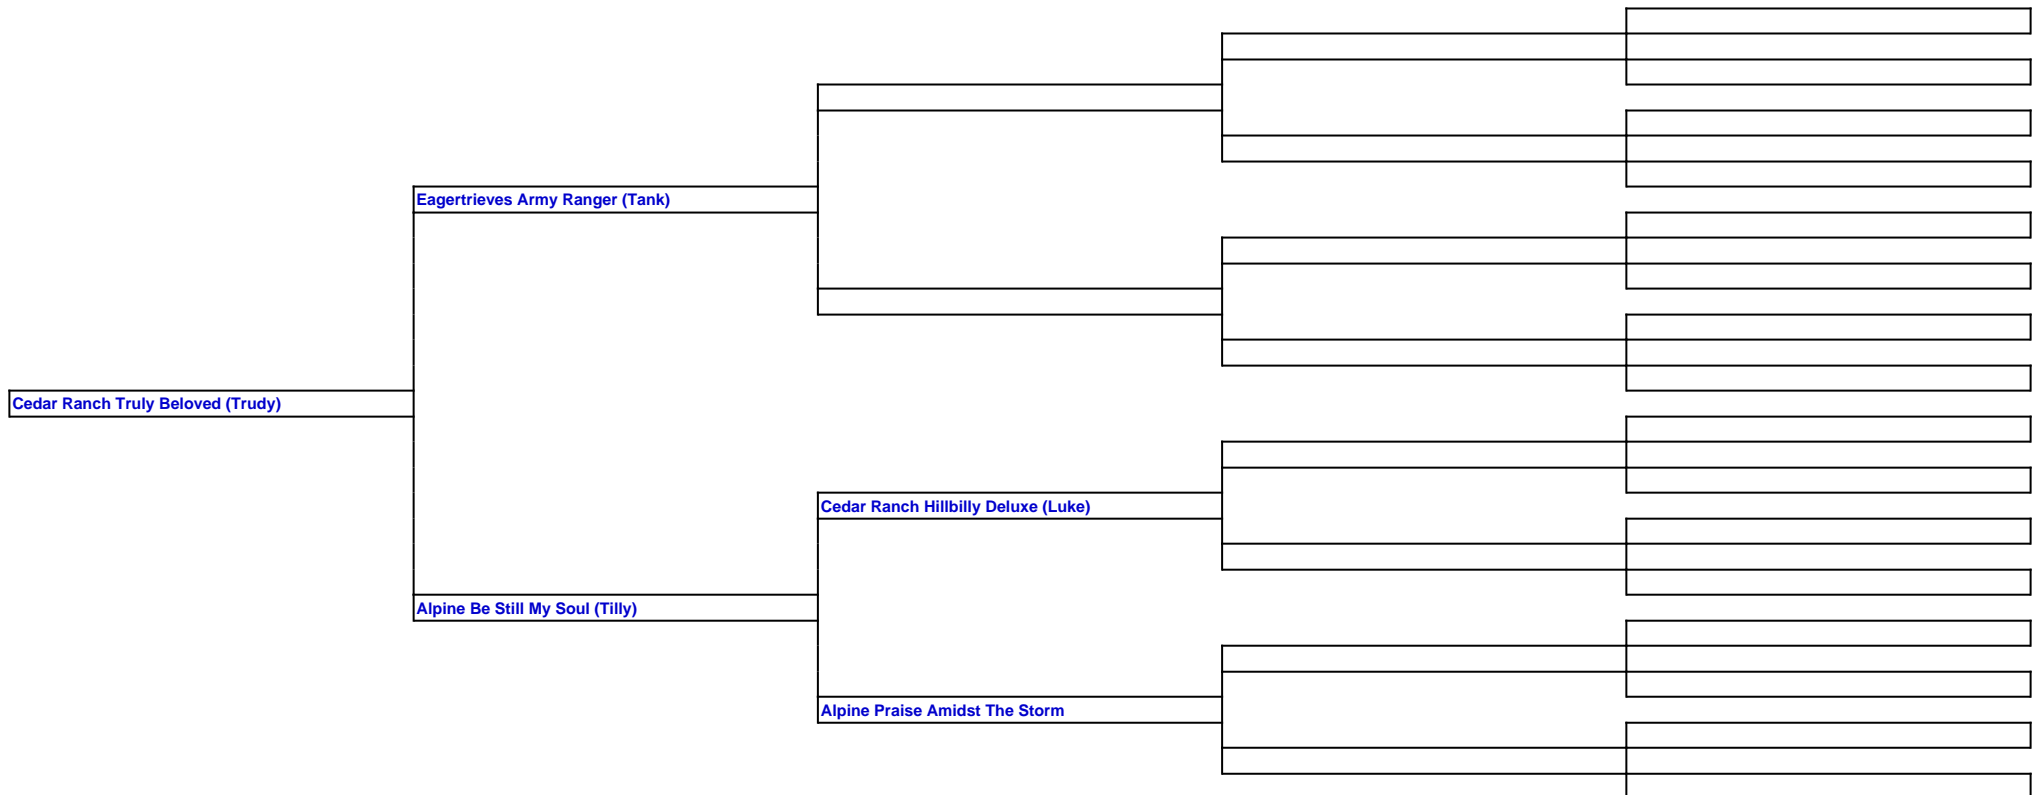 Eagertrieves Army Ranger (Tank)
Cedar Ranch Truly Beloved (Trudy)
Cedar Ranch Hillbilly Deluxe (Luke)
Alpine Be Still My Soul (Tilly)
Alpine Praise Amidst The Storm